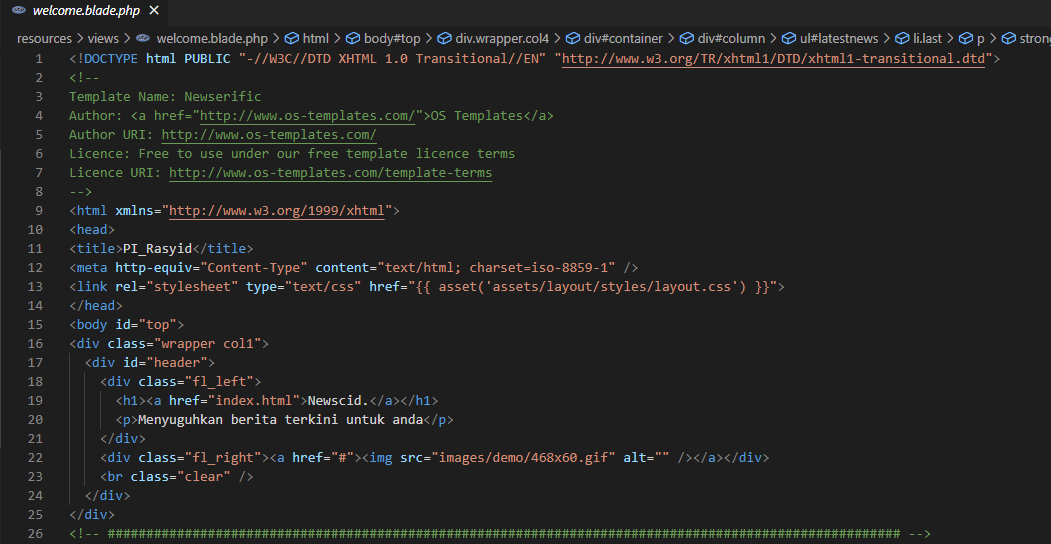 welcome.blade.php
resources > views > welcome.blade.php > html > body#top > div.wrapper.col4 > div#container > div#column > ul#latestnews > li.last > p > strong
1 <!DOCTYPE html PUBLIC "-//W3C//DTD XHTML 1.0 Transitional//EN" "http://www.w3.org/TR/xhtml1/DTD/xhtml1-transitional.dtd">
2 <!--
3 Template Name: Newserific
4 Author: <a href="http://www.os-templates.com/">OS Templates</a>
5 Author URI: http://www.os-templates.com/
6 Licence: Free to use under our free template licence terms
7 Licence URI: http://www.os-templates.com/template-terms
8 -->
9 <html xmlns="http://www.w3.org/1999/xhtml">
10 <head>
11 <title>PI_Rasyid</title>
12 <meta http-equiv="Content-Type" content="text/html; charset=iso-8859-1" />
13 <link rel="stylesheet" type="text/css" href="{{ asset('assets/layout/styles/layout.css') }}">
14 </head>
15 <body id="top">
16 <div class="wrapper col1">
17 <div id="header">
18 <div class="fl_left">
19 <h1><a href="index.html">Newscid.</a></h1>
20 <p>Menyuguhkan berita terkini untuk anda</p>
21 </div>
22 <div class="fl_right"><a href="#"><img src="images/demo/468x60.gif" alt="" /></a></div>
23 <br class="clear" />
24 </div>
25 </div>
26 <!-- ####################################################################################################### -->